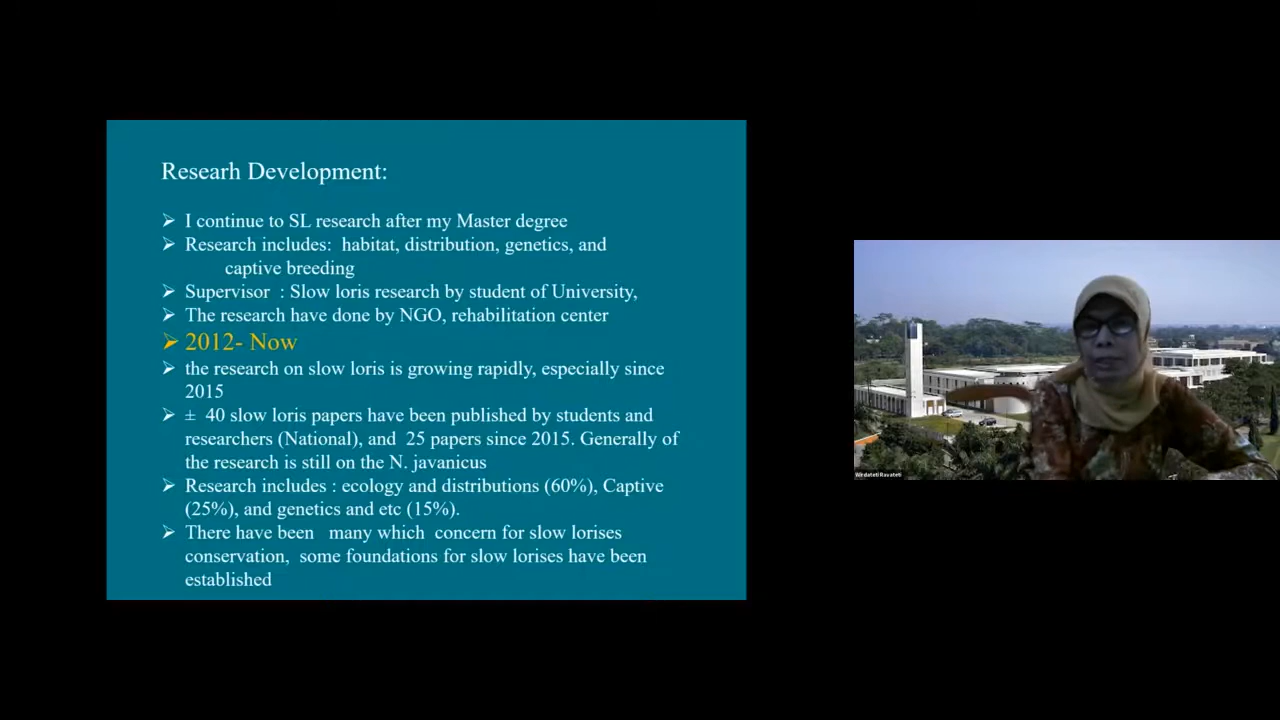 Researh Development:
➢ I continue to SL research after my Master degree
➢ Research includes: habitat, distribution, genetics, and
captive breeding
➢ Supervisor : Slow loris research by student of University,
➢ The research have done by NGO, rehabilitation center
➢ 2012- Now
➢ the research on slow loris is growing rapidly, especially since
2015
➢ ± 40 slow loris papers have been published by students and
researchers (National), and 25 papers since 2015. Generally of
the research is still on the N. javanicus
➢ Research includes : ecology and distributions (60%), Captive
(25%), and genetics and etc (15%).
➢ There have been many which concern for slow lorises
conservation, some foundations for slow lorises have been
established